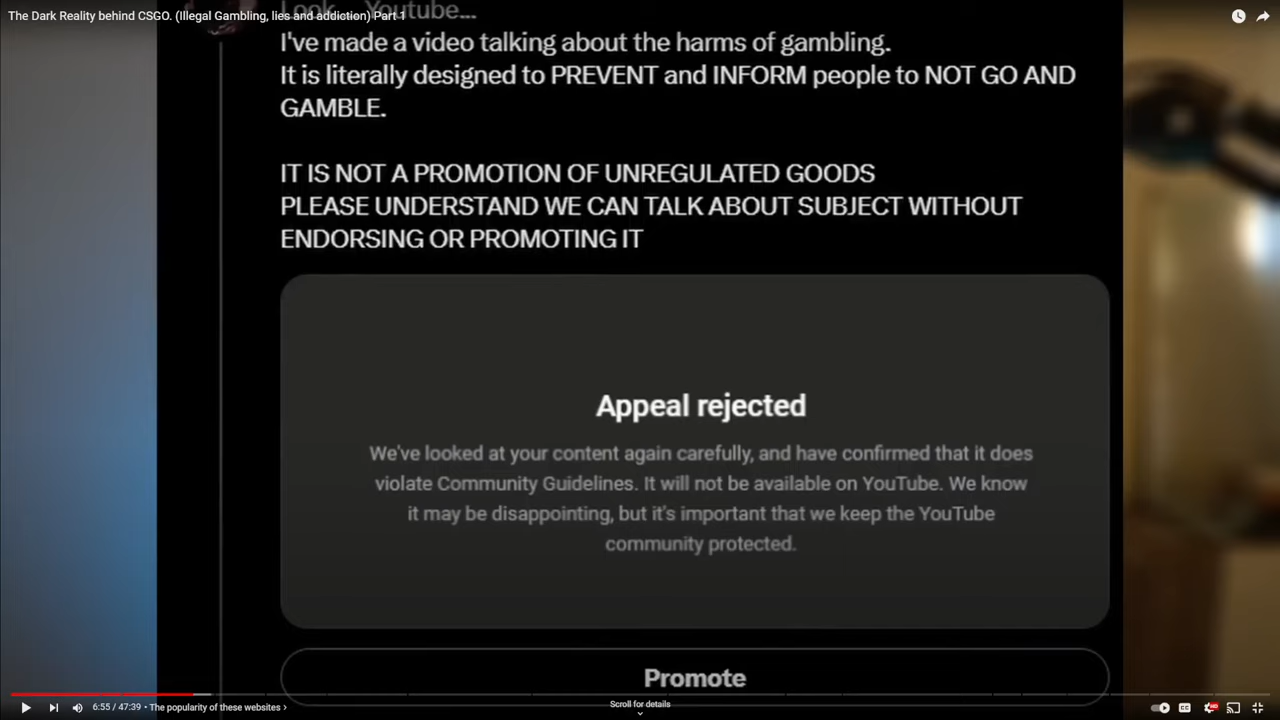 The Dark Reality behind CSGO. (Illegal Gambling, lies and addiction) Part 1
Look.. Youtube...
I've made a video talking about the harms of gambling.
It is literally designed to PREVENT and INFORM people to NOT GO AND
GAMBLE.
IT IS NOT A PROMOTION OF UNREGULATED GOODS
PLEASE UNDERSTAND WE CAN TALK ABOUT SUBJECT WITHOUT
ENDORSING OR PROMOTING IT
Appeal rejected
We've looked at your content again carefully, and have confirmed that it does
violate Community Guidelines. It will not be available on YouTube. We know
it may be disappointing, but it's important that we keep the YouTube
community protected.
Promote
6:55 / 47:39 • The popularity of these websites ›
Scroll for details
CC
HD